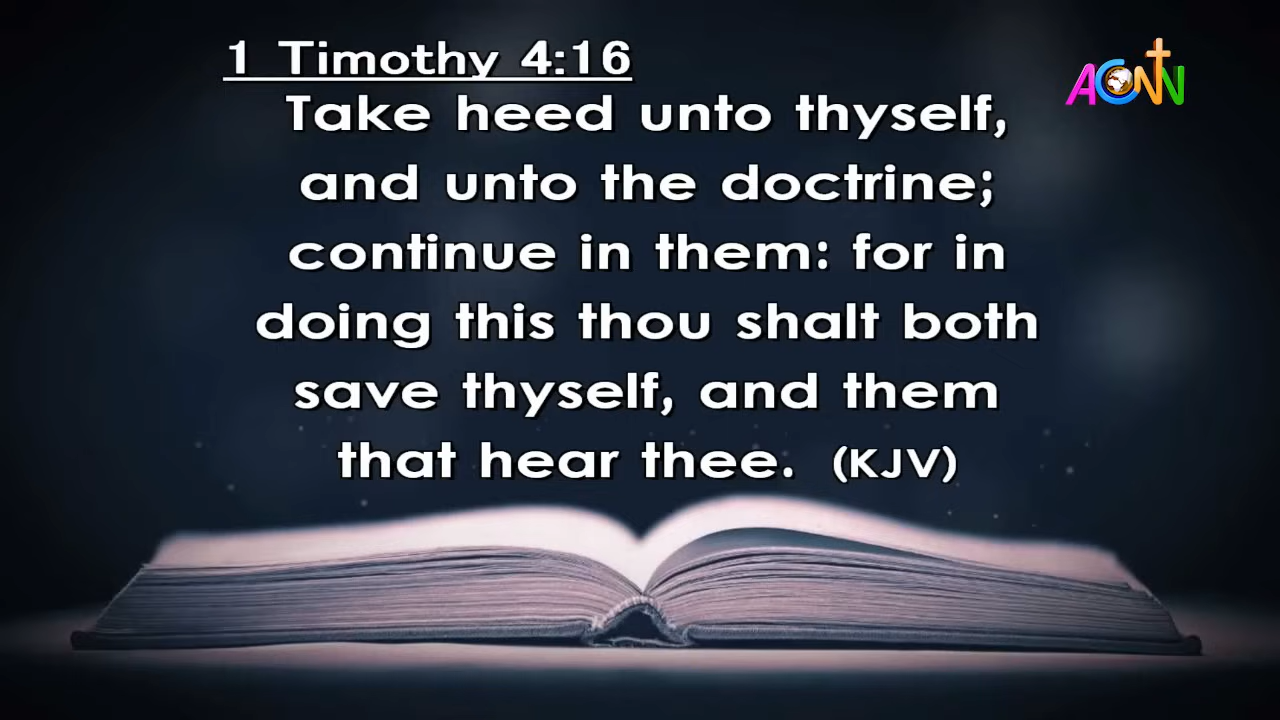 1 Timothy 4:16
ACNN
Take heed unto thyself,
and unto the doctrine;
continue in them: for in
doing this thou shalt both
save thyself, and them
that hear thee. (KJV)